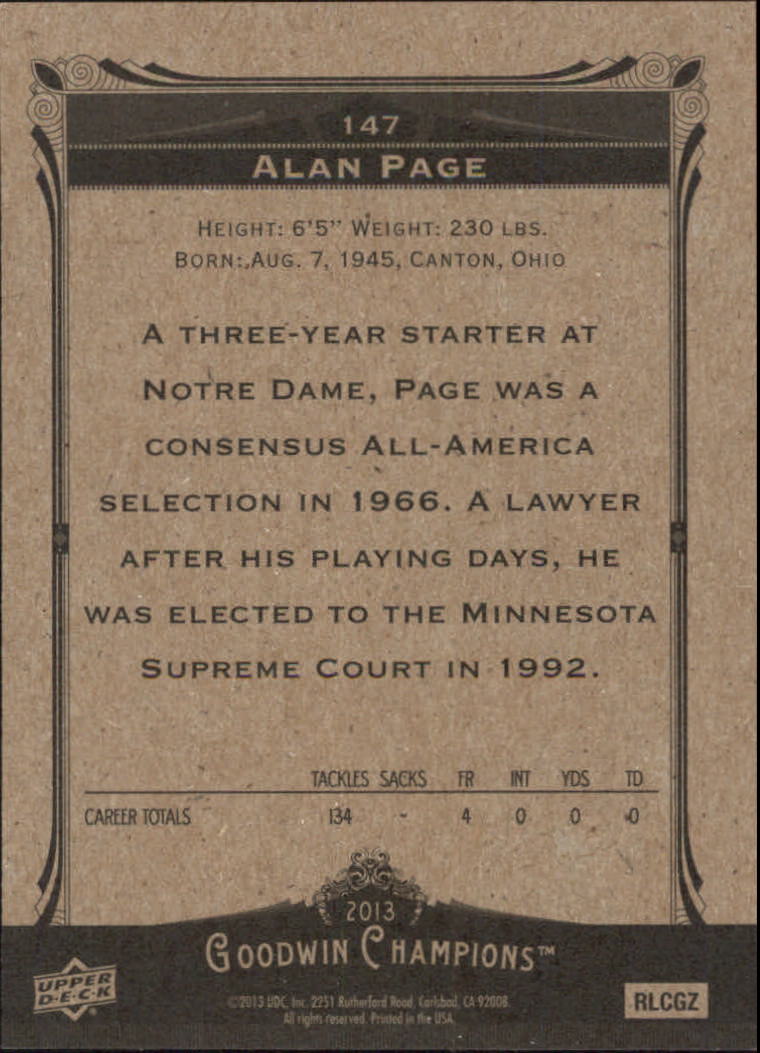 147
ALAN PAGE
HEIGHT: 6'5" WEIGHT: 230 LBS.
BORN: AUG. 7, 1945, CANTON, OHIO
A THREE-YEAR STARTER AT
NOTRE DAME, PAGE WAS A
CONSENSUS ALL-AMERICA
SELECTION IN 1966. A LAWYER
AFTER HIS PLAYING DAYS, HE
WAS ELECTED TO THE MINNESOTA
SUPREME COURT IN 1992.
TACKLES SACKS FR INT YDS TD
CAREER TOTALS 134 - 4 0 0 0
2013
GOODWIN CHAMPIONS™
UPPER
D·E·C·K®
©2013 UDC, Inc. 2251 Rutherford Road, Carlsbad, CA 92008.
All rights reserved. Printed in the USA.
RLCGZ